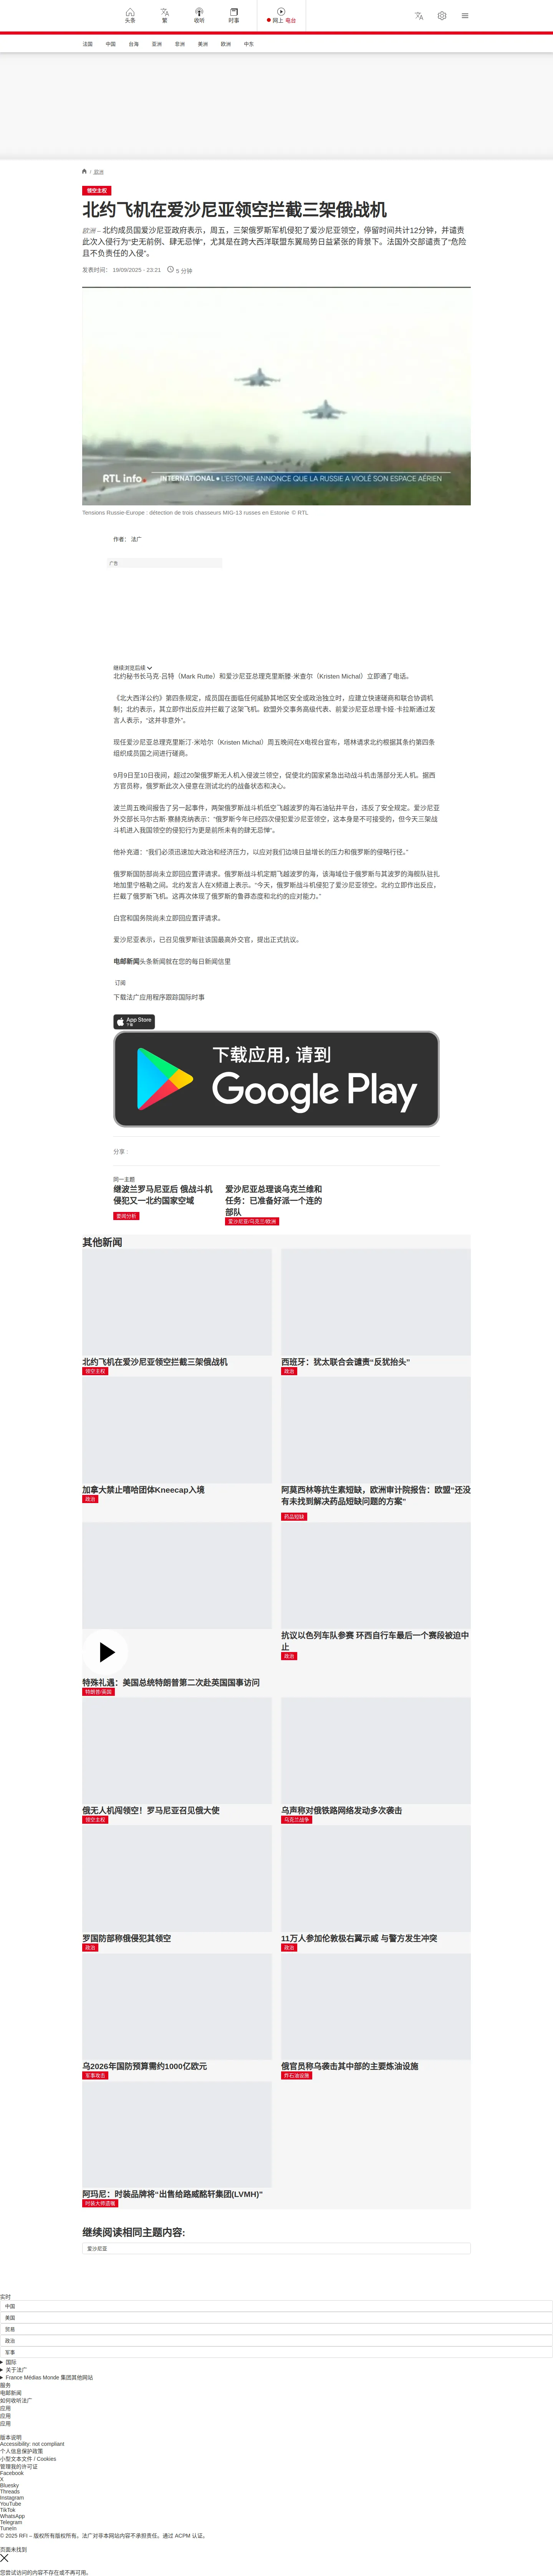 头条
繁
收听
时事
网上 电台
法国
中国
台海
亚洲
非洲
美洲
欧洲
中东
/ 欧洲
领空主权
北约飞机在爱沙尼亚领空拦截三架俄战机
欧洲 – 北约成员国爱沙尼亚政府表示，周五，三架俄罗斯军机侵犯了爱沙尼亚领空，停留时间共计12分钟，并谴责
此次入侵行为“史无前例、肆无忌惮”，尤其是在跨大西洋联盟东翼局势日益紧张的背景下。法国外交部谴责了“危险
且不负责任的入侵”。
发表时间： 19/09/2025 - 23:21
5 分钟
RTL info.
INTERNATIONAL • L'ESTONIE ANNONCE QUE LA RUSSIE A VIOLÉ SON ESPACE AÉRIEN
Tensions Russie-Europe : détection de trois chasseurs MIG-13 russes en Estonie © RTL
作者： 法广
广告
继续浏览后续
北约秘书长马克·吕特（Mark Rutte）和爱沙尼亚总理克里斯滕·米查尔（Kristen Michal）立即通了电话。
《北大西洋公约》第四条规定，成员国在面临任何威胁其地区安全或政治独立时，应建立快速磋商和联合协调机
制；北约表示，其立即作出反应并拦截了这架飞机。欧盟外交事务高级代表、前爱沙尼亚总理卡娅·卡拉斯通过发
言人表示，“这并非意外”。
现任爱沙尼亚总理克里斯汀·米哈尔（Kristen Michal）周五晚间在X电视台宣布，塔林请求北约根据其条约第四条
组织成员国之间进行磋商。
9月9日至10日夜间，超过20架俄罗斯无人机入侵波兰领空，促使北约国家紧急出动战斗机击落部分无人机。据西
方官员称，俄罗斯此次入侵意在测试北约的战备状态和决心。
波兰周五晚间报告了另一起事件，两架俄罗斯战斗机低空飞越波罗的海石油钻井平台，违反了安全规定。爱沙尼亚
外交部长马尔古斯·察赫克纳表示：“俄罗斯今年已经四次侵犯爱沙尼亚领空，这本身是不可接受的，但今天三架战
斗机进入我国领空的侵犯行为更是前所未有的肆无忌惮”。
他补充道：“我们必须迅速加大政治和经济压力，以应对我们边境日益增长的压力和俄罗斯的侵略行径。”
俄罗斯国防部尚未立即回应置评请求。俄罗斯战斗机定期飞越波罗的海，该海域位于俄罗斯与其波罗的海舰队驻扎
地加里宁格勒之间。北约发言人在X频道上表示。“今天，俄罗斯战斗机侵犯了爱沙尼亚领空。北约立即作出反应，
拦截了俄罗斯飞机。这再次体现了俄罗斯的鲁莽态度和北约的应对能力。”
白宫和国务院尚未立即回应置评请求。
爱沙尼亚表示，已召见俄罗斯驻该国最高外交官，提出正式抗议。
电邮新闻头条新闻就在您的每日新闻信里
订阅
下载法广应用程序跟踪国际时事
App Store
下载
下载应用，请到
Google Play
分享 :
同一主题
继波兰罗马尼亚后 俄战斗机
侵犯又一北约国家空域
要闻分析
爱沙尼亚总理谈乌克兰维和
任务：已准备好派一个连的
部队
爱沙尼亚/乌克兰/欧洲
其他新闻
北约飞机在爱沙尼亚领空拦截三架俄战机
领空主权
西班牙：犹太联合会谴责“反犹抬头”
政治
加拿大禁止嘻哈团体Kneecap入境
政治
阿莫西林等抗生素短缺，欧洲审计院报告：欧盟“还没
有未找到解决药品短缺问题的方案”
药品短缺
特殊礼遇：美国总统特朗普第二次赴英国国事访问
特朗普/英国
抗议以色列车队参赛 环西自行车最后一个赛段被迫中
止
政治
俄无人机闯领空！罗马尼亚召见俄大使
领空主权
乌声称对俄铁路网络发动多次袭击
乌克兰战争
罗国防部称俄侵犯其领空
政治
11万人参加伦敦极右翼示威 与警方发生冲突
政治
乌2026年国防预算需约1000亿欧元
军事攻击
俄官员称乌袭击其中部的主要炼油设施
炸石油设施
阿玛尼：时装品牌将“出售给路威酩轩集团(LVMH)”
时装大师遗嘱
继续阅读相同主题内容:
爱沙尼亚
实时
中国
美国
贸易
政治
军事
国际
关于法广
France Médias Monde 集团其他网站
服务
电邮新闻
如何收听法广
应用
应用
应用
版本说明
Accessibility: not compliant
个人信息保护政策
小型文本文件 / Cookies
管理我的许可证
Facebook
X
Bluesky
Threads
Instagram
YouTube
TikTok
WhatsApp
Telegram
TuneIn
© 2025 RFI – 版权所有版权所有。法广对非本网站内容不承担责任。通过 ACPM 认证。
页面未找到
您尝试访问的内容不存在或不再可用。